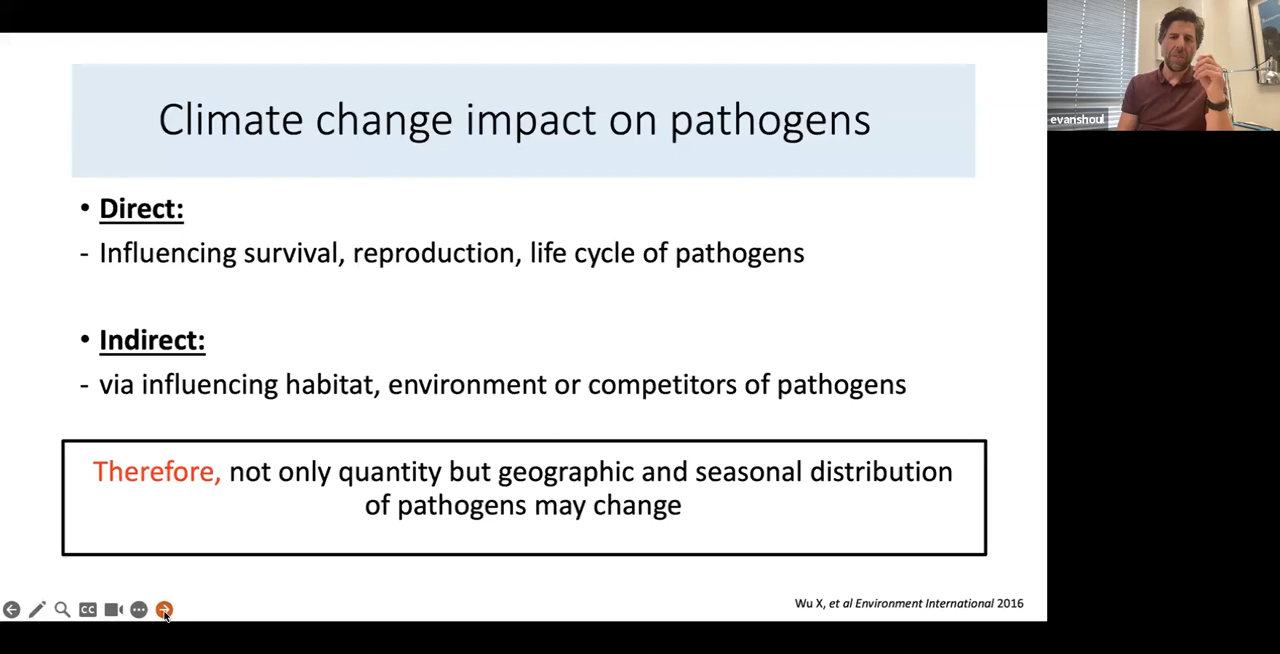 Climate change impact on pathogens
• Direct:
- Influencing survival, reproduction, life cycle of pathogens
• Indirect:
- via influencing habitat, environment or competitors of pathogens
Therefore, not only quantity but geographic and seasonal distribution
of pathogens may change
Wu X, et al Environment International 2016
CC
evanshoul